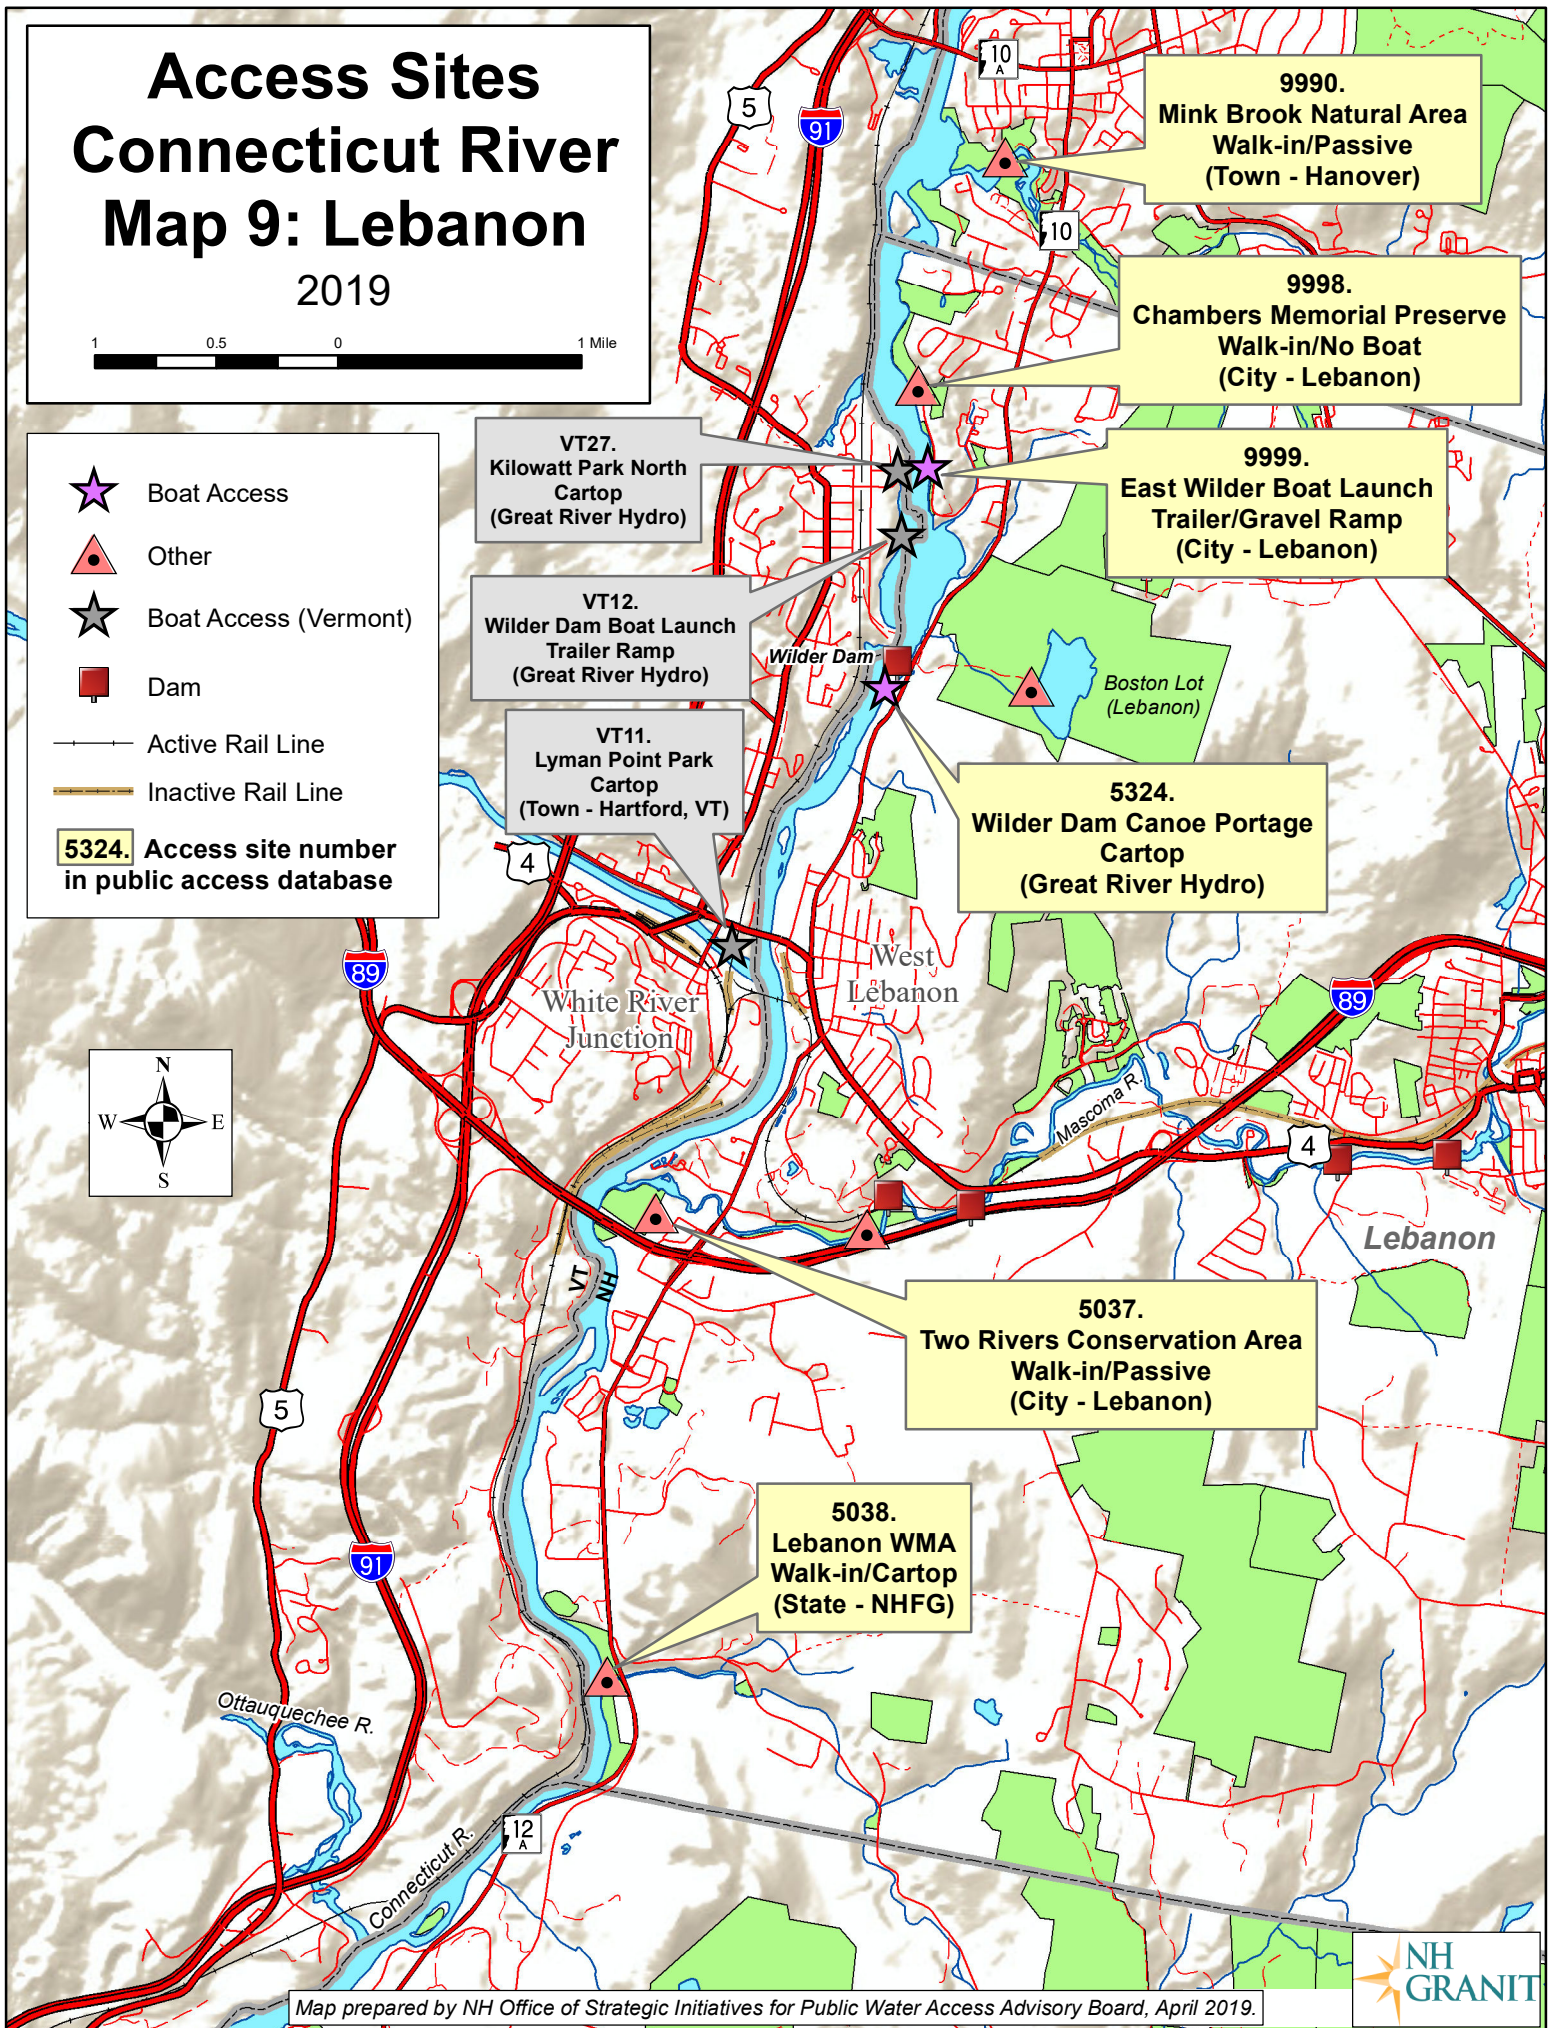 Access Sites
Connecticut River
Map 9: Lebanon
2019
1 0.5 0 1 Mile
Boat Access
Other
Boat Access (Vermont)
Dam
Active Rail Line
Inactive Rail Line
5324. Access site number
in public access database
5
91
10
A
10
9990.
Mink Brook Natural Area
Walk-in/Passive
(Town - Hanover)
9998.
Chambers Memorial Preserve
Walk-in/No Boat
(City - Lebanon)
VT27.
Kilowatt Park North
Cartop
(Great River Hydro)
9999.
East Wilder Boat Launch
Trailer/Gravel Ramp
(City - Lebanon)
VT12.
Wilder Dam Boat Launch
Trailer Ramp
(Great River Hydro)
Wilder Dam
Boston Lot
(Lebanon)
VT11.
Lyman Point Park
Cartop
(Town - Hartford, VT)
5324.
Wilder Dam Canoe Portage
Cartop
(Great River Hydro)
4
89
White River
Junction
West
Lebanon
89
N
W E
S
Mascoma R.
4
Lebanon
VT
NH
5037.
Two Rivers Conservation Area
Walk-in/Passive
(City - Lebanon)
5
91
5038.
Lebanon WMA
Walk-in/Cartop
(State - NHFG)
Ottauquechee R.
Connecticut R.
12
A
NH
GRANIT
Map prepared by NH Office of Strategic Initiatives for Public Water Access Advisory Board, April 2019.